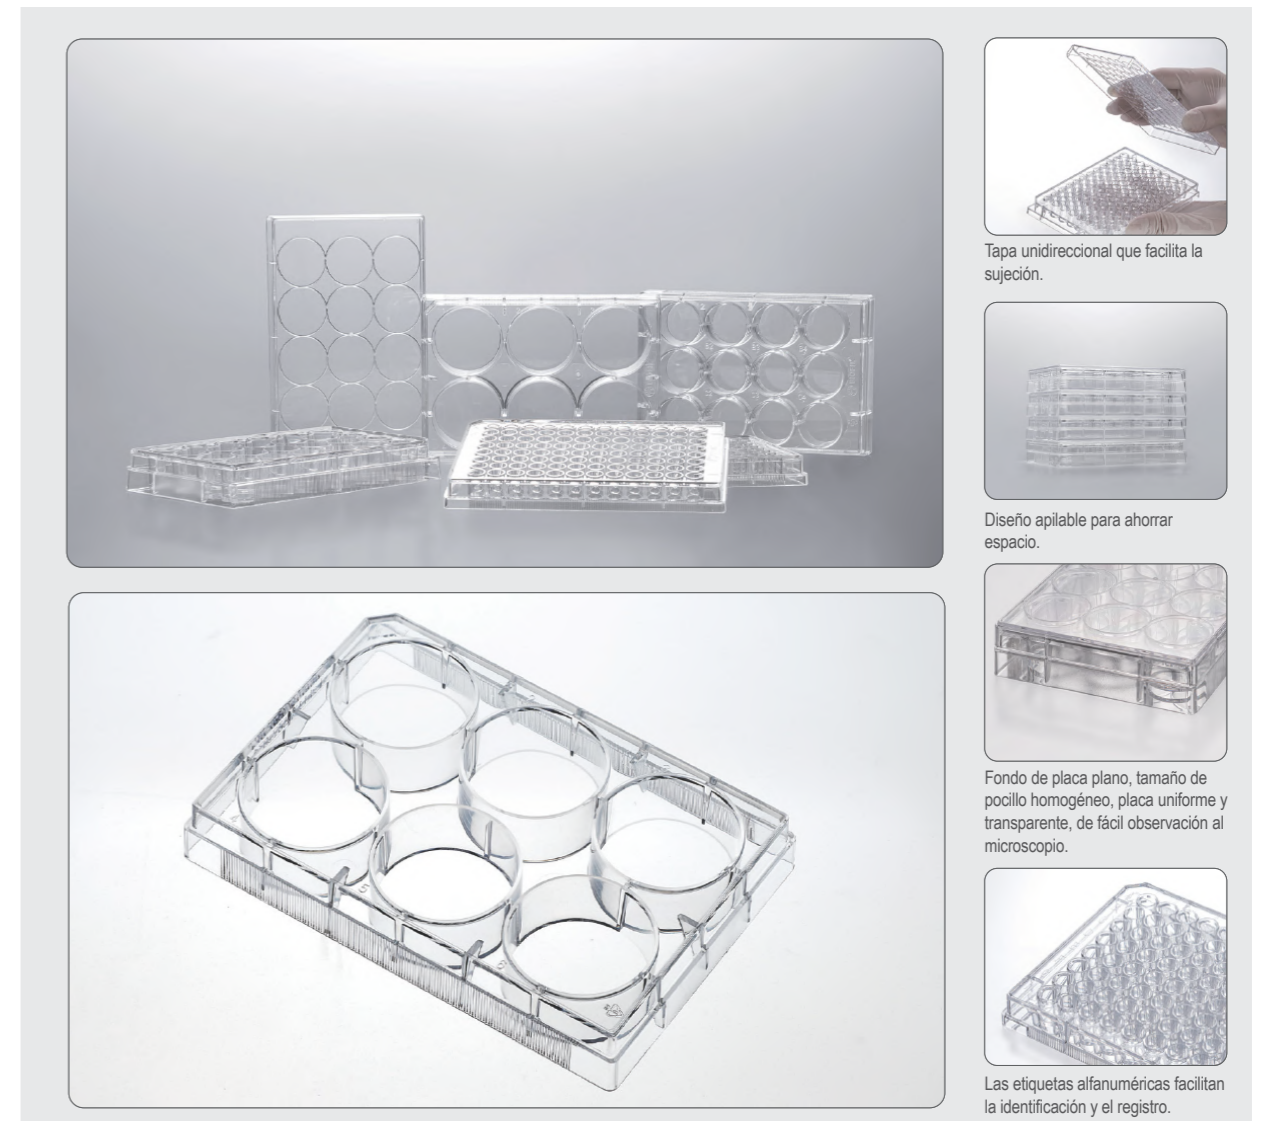 Tapa unidireccional que facilita la
sujeción.
Diseño apilable para ahorrar
espacio.
Fondo de placa plano, tamaño de
pocillo homogéneo, placa uniforme y
transparente, de fácil observación al
microscopio.
Las etiquetas alfanuméricas facilitan
la identificación y el registro.